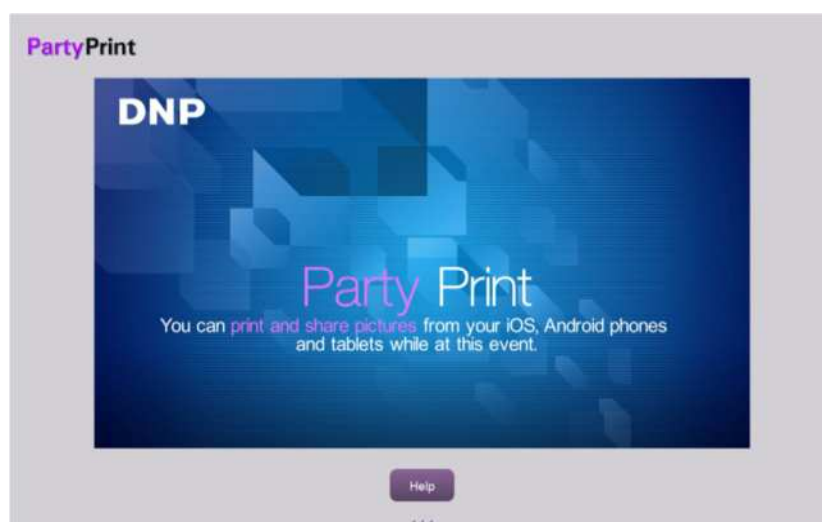 PartyPrint
DNP
Party Print
You can print and share pictures from your iOS, Android phones
and tablets while at this event.
Help